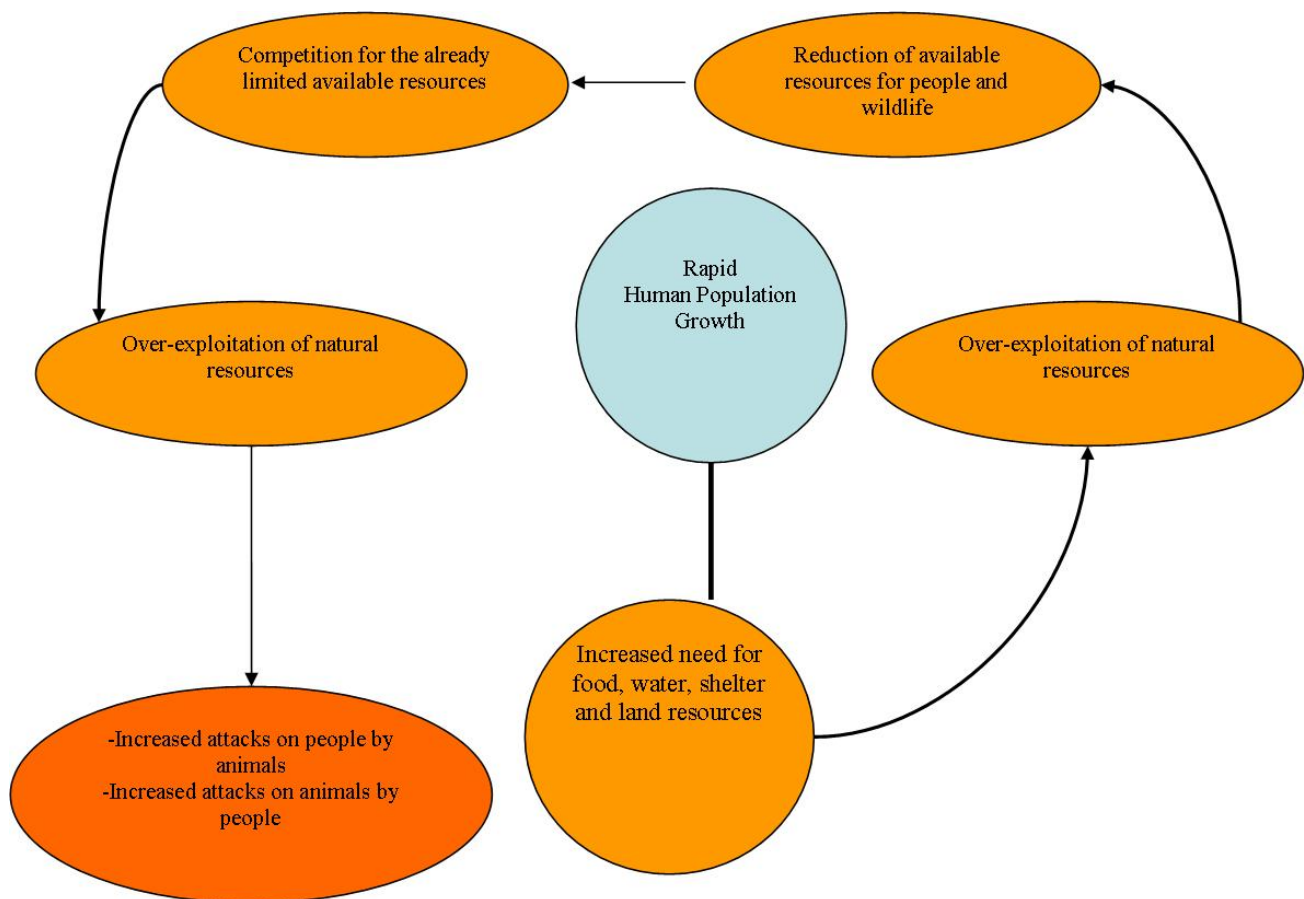 Competition for the already
limited available resources
Reduction of available
resources for people and
wildlife
Rapid
Human Population
Growth
Over-exploitation of natural
resources
Over-exploitation of natural
resources
Increased need for
food, water, shelter
and land resources
-Increased attacks on people by
animals
-Increased attacks on animals by
people